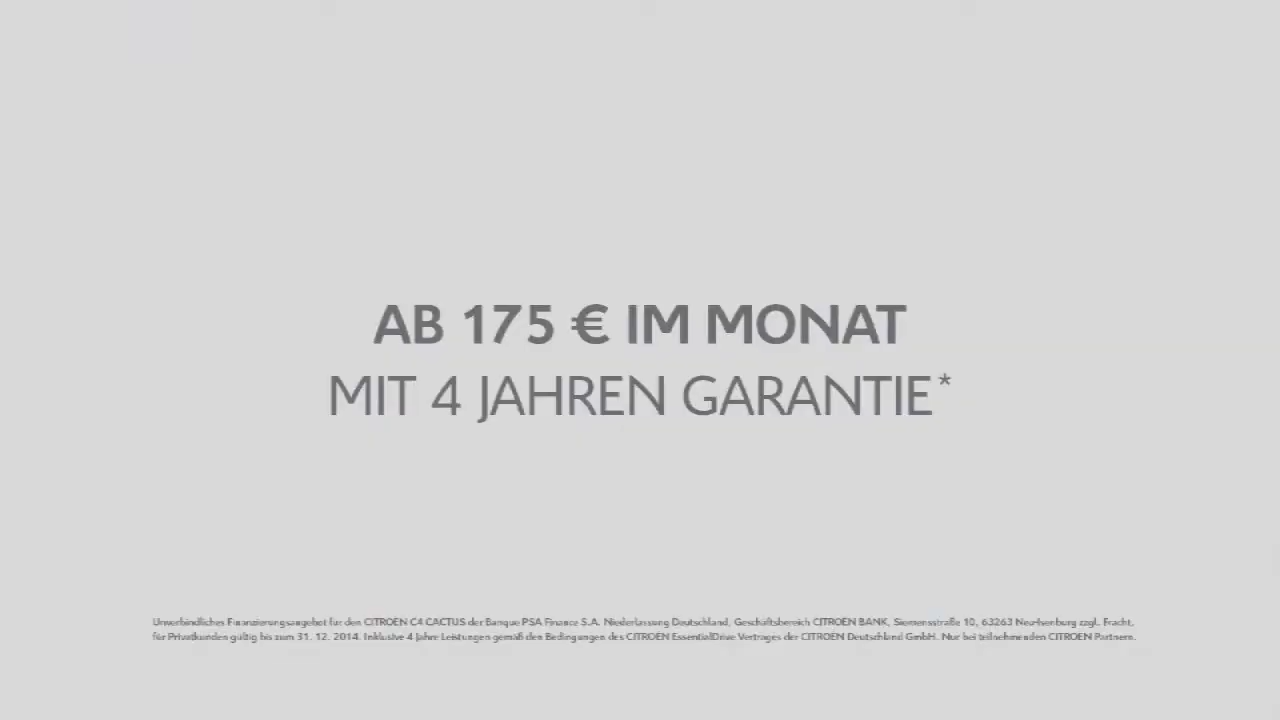 AB 175 € IM MONAT
MIT 4 JAHREN GARANTIE*
Unverbindliches Finanzierungsangebot für den CITROËN C4 CACTUS der Banque PSA Finance S.A. Niederlassung Deutschland, Geschäftsbereich CITROËN BANK, Siemensstraße 10, 63263 Neu-Isenburg zzgl. Fracht,
für Privatkunden gültig bis zum 31. 12. 2014. Inklusive 4 Jahre Leistungen gemäß den Bedingungen des CITROËN EssentialDrive Vertrages der CITROËN Deutschland GmbH. Nur bei teilnehmenden CITROËN Partnern.